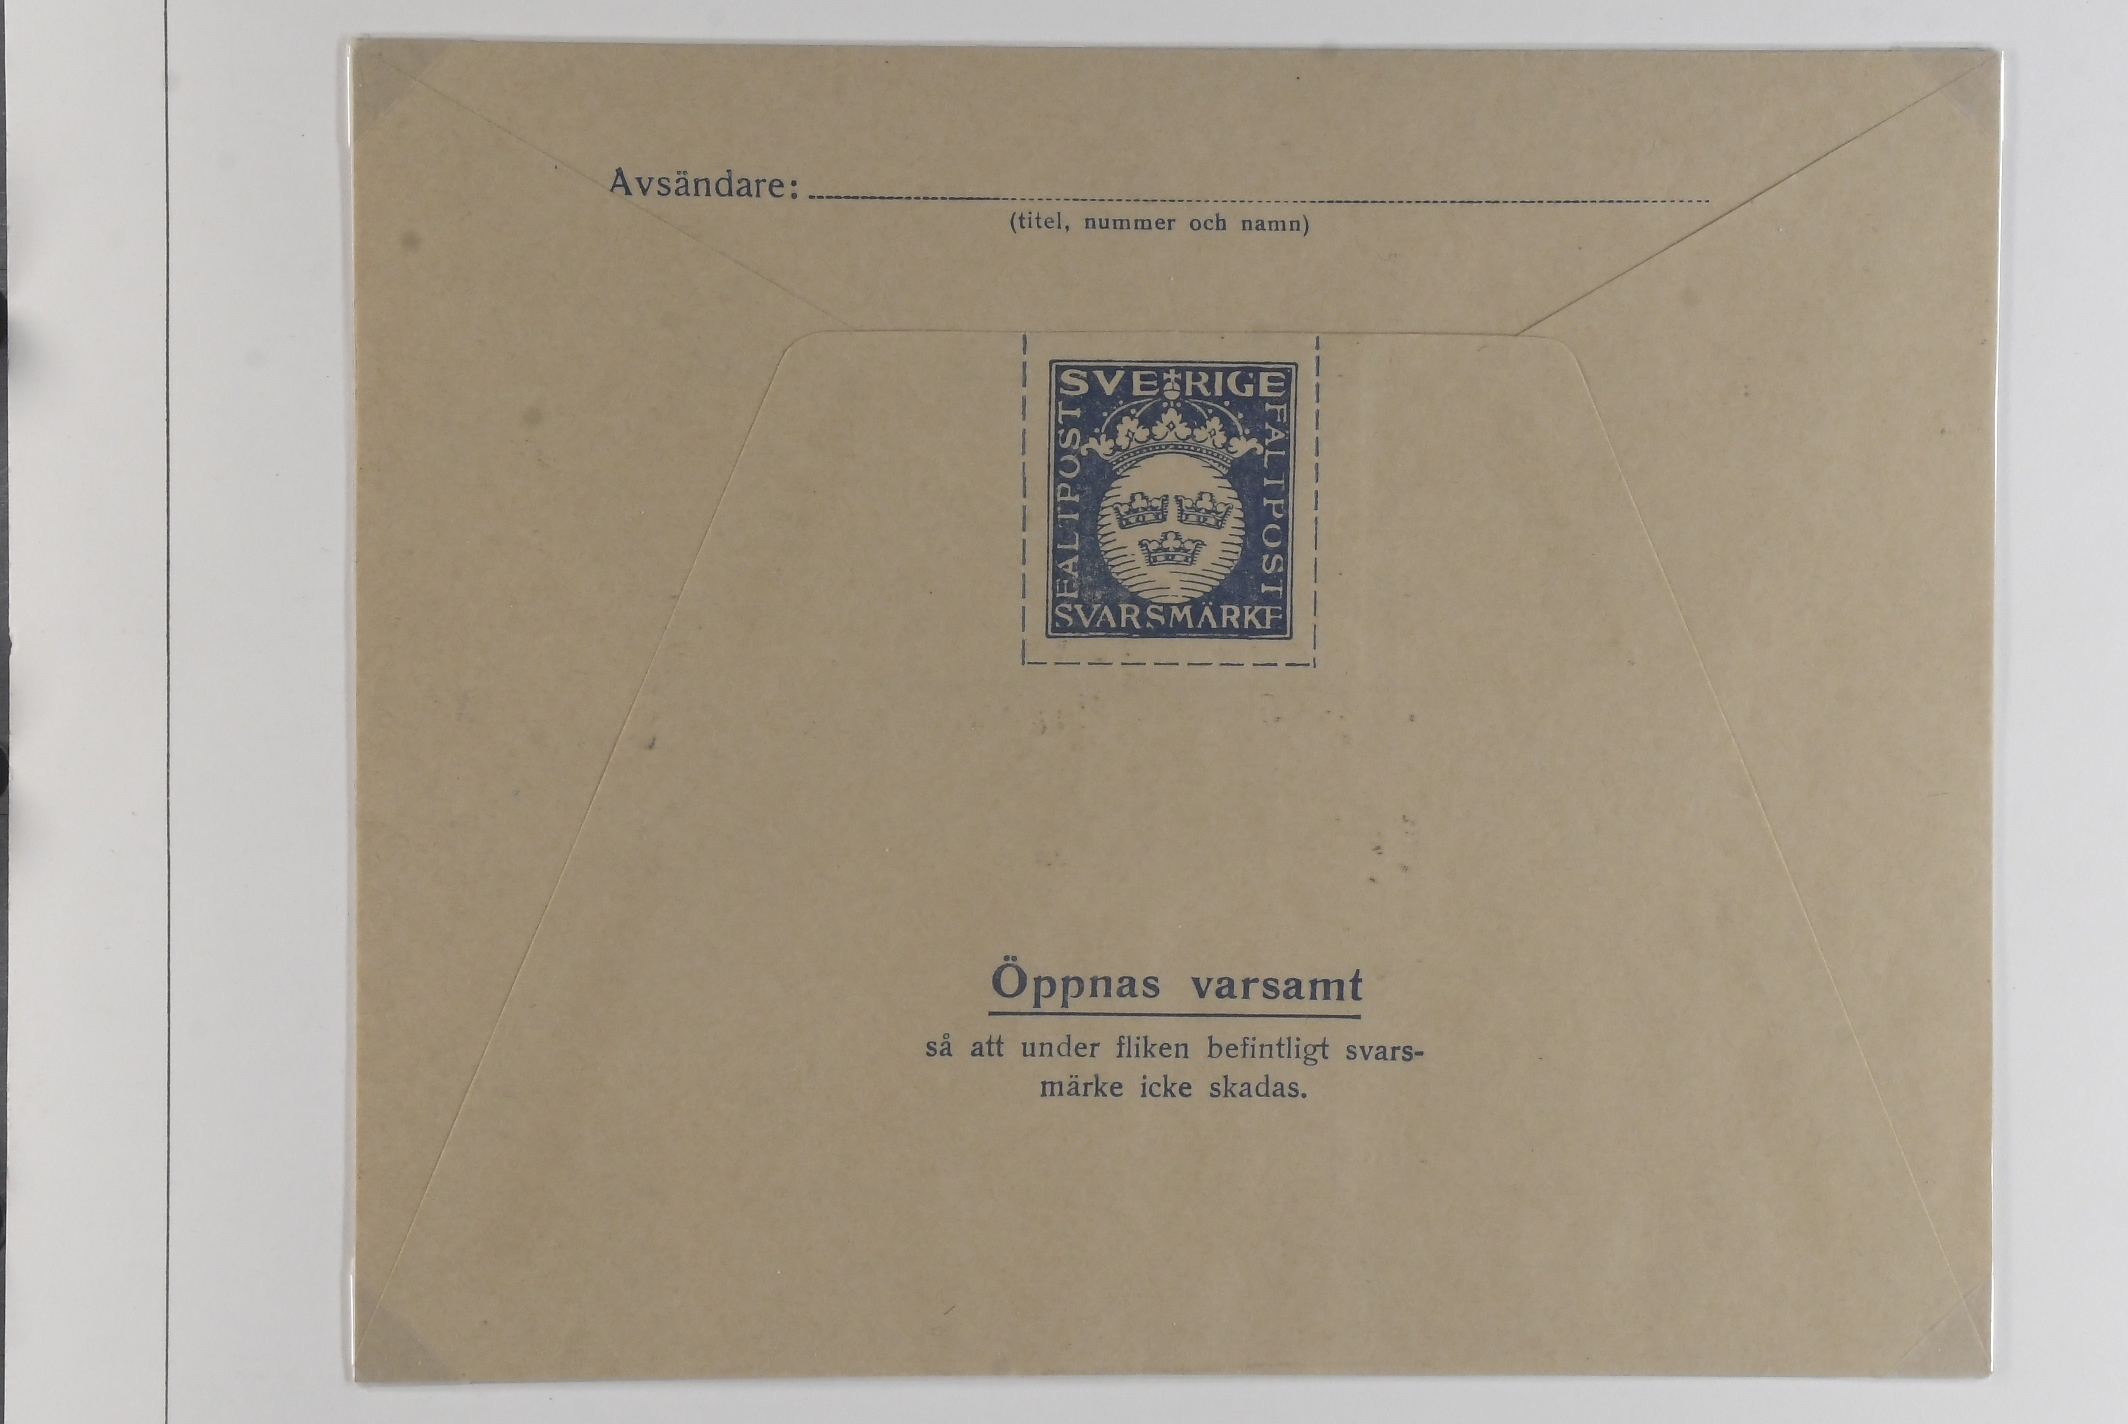 Avsändare:
(titel, nummer och namn)
SVERIGE
FÄLTPOST
FÄLTPOST
SVARSMÄRKE
Öppnas varsamt
så att under fliken befintligt svars-
märke icke skadas.